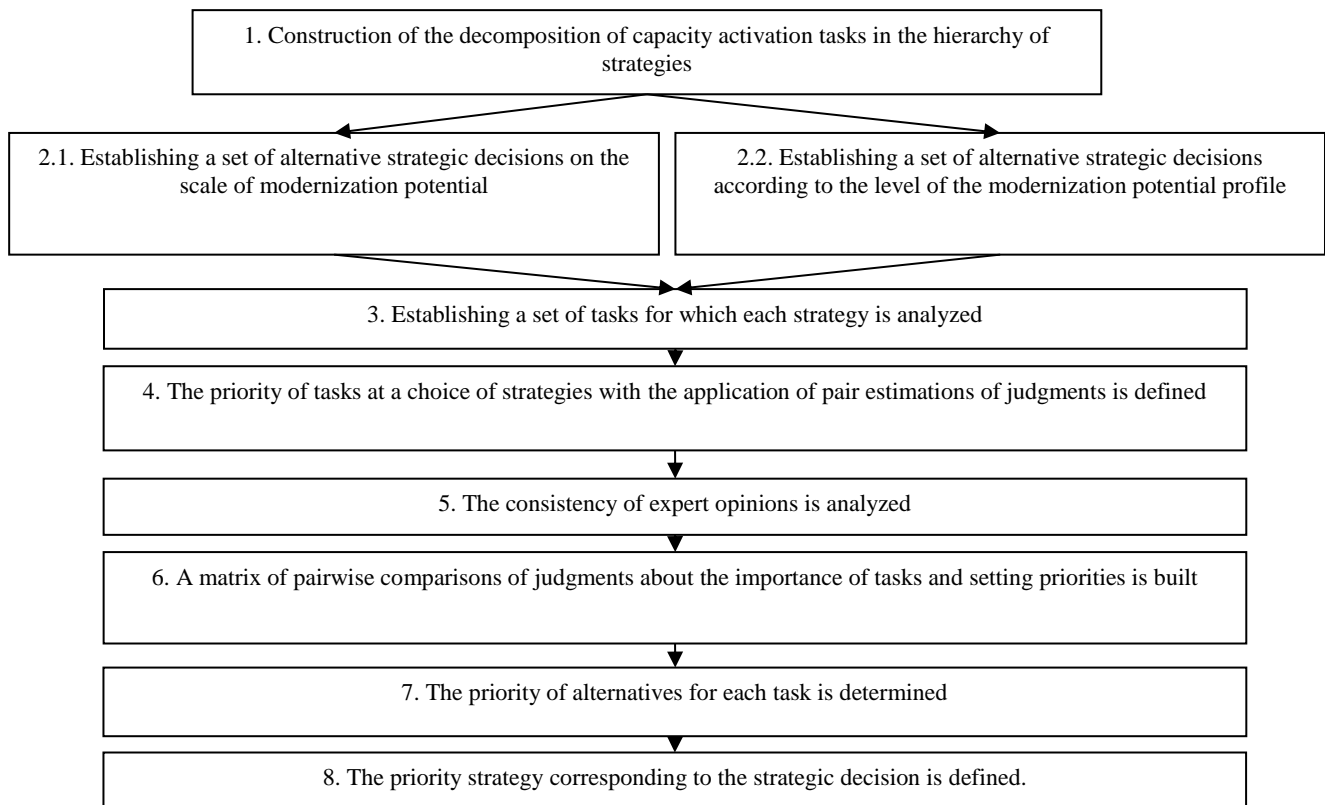 1. Construction of the decomposition of capacity activation tasks in the hierarchy of
strategies
2.1. Establishing a set of alternative strategic decisions on the
scale of modernization potential
2.2. Establishing a set of alternative strategic decisions
according to the level of the modernization potential profile
3. Establishing a set of tasks for which each strategy is analyzed
4. The priority of tasks at a choice of strategies with the application of pair estimations of judgments is defined
5. The consistency of expert opinions is analyzed
6. A matrix of pairwise comparisons of judgments about the importance of tasks and setting priorities is built
7. The priority of alternatives for each task is determined
8. The priority strategy corresponding to the strategic decision is defined.